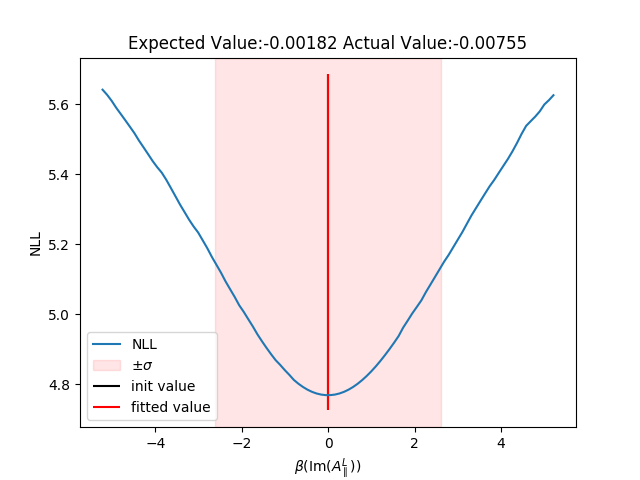 Expected Value:-0.00182 Actual Value:-0.00755
NLL
5.6
5.4
5.2
5.0
4.8
NLL
±σ
init value
fitted value
−4
−2
0
2
4
β(Im(A^L_∥))